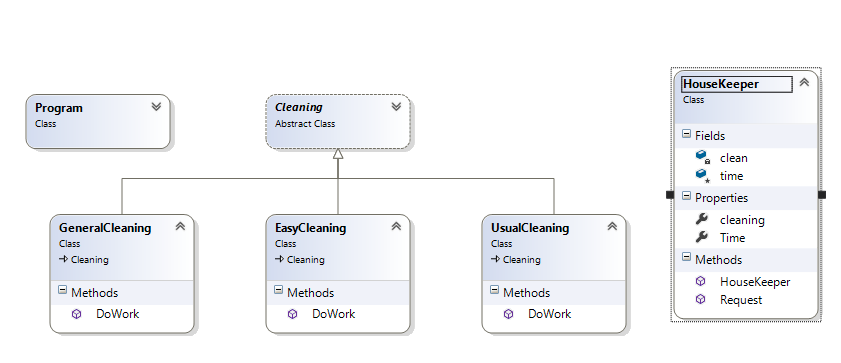 Program
Class
Cleaning
Abstract Class
HouseKeeper
Class
Fields
clean
time
Properties
cleaning
Time
Methods
HouseKeeper
Request
GeneralCleaning
Class
Cleaning
Methods
DoWork
EasyCleaning
Class
Cleaning
Methods
DoWork
UsualCleaning
Class
Cleaning
Methods
DoWork